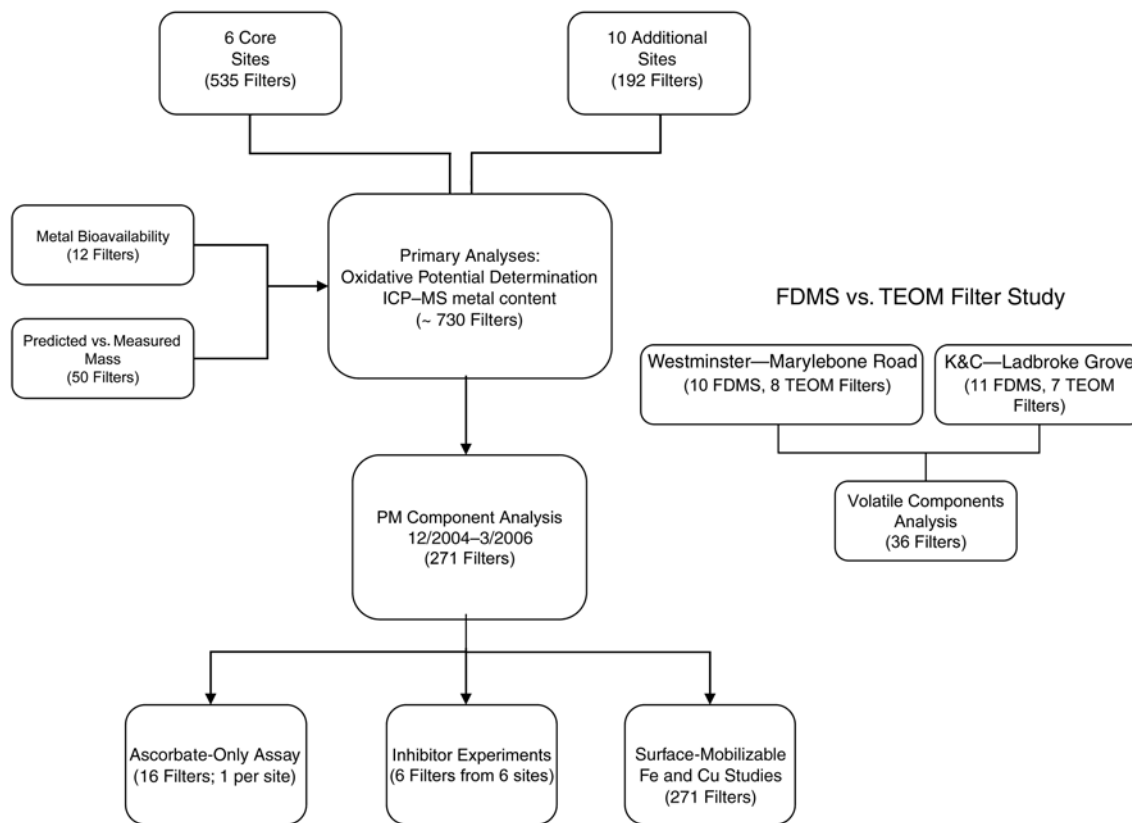 6 Core
Sites
(535 Filters)
10 Additional
Sites
(192 Filters)
Metal Bioavailability
(12 Filters)
Predicted vs. Measured
Mass
(50 Filters)
Primary Analyses:
Oxidative Potential Determination
ICP–MS metal content
(~ 730 Filters)
FDMS vs. TEOM Filter Study
Westminster—Marylebone Road
(10 FDMS, 8 TEOM Filters)
K&C—Ladbroke Grove
(11 FDMS, 7 TEOM
Filters)
Volatile Components
Analysis
(36 Filters)
PM Component Analysis
12/2004–3/2006
(271 Filters)
Ascorbate-Only Assay
(16 Filters; 1 per site)
Inhibitor Experiments
(6 Filters from 6 sites)
Surface-Mobilizable
Fe and Cu Studies
(271 Filters)